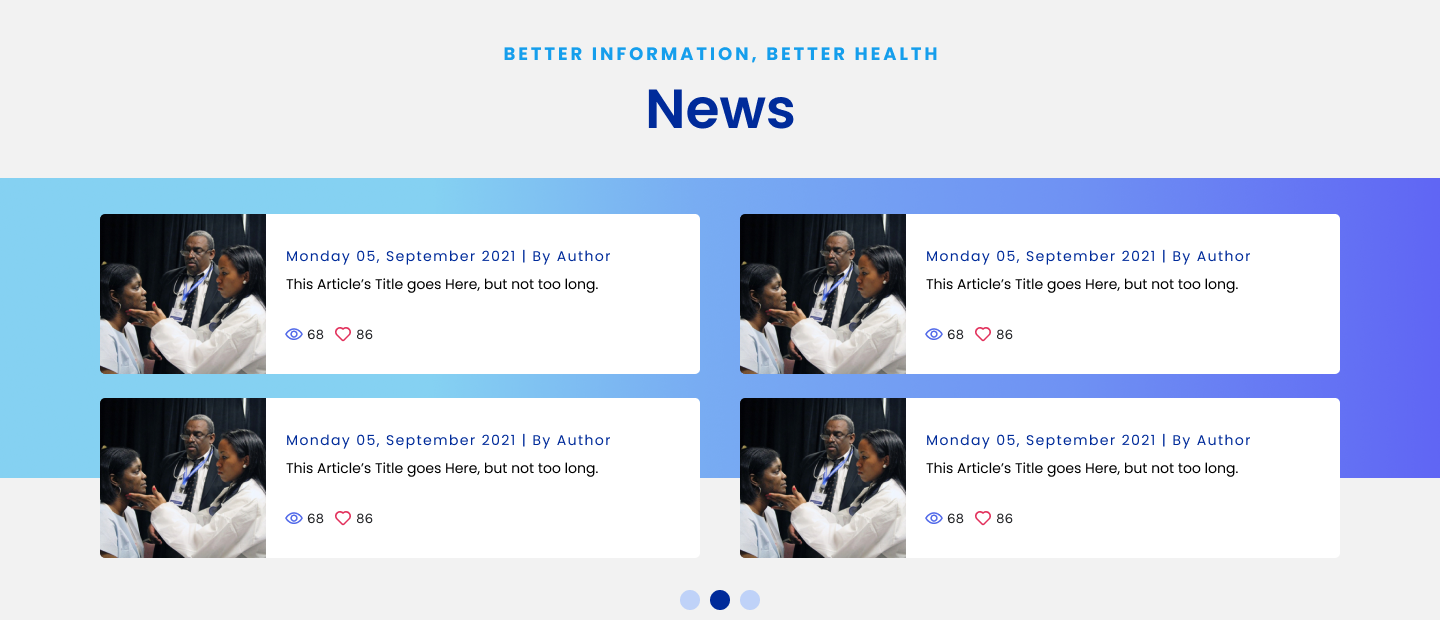 BETTER INFORMATION, BETTER HEALTH
News
Monday 05, September 2021 | By Author
This Article’s Title goes Here, but not too long.
68 86
Monday 05, September 2021 | By Author
This Article’s Title goes Here, but not too long.
68 86
Monday 05, September 2021 | By Author
This Article’s Title goes Here, but not too long.
68 86
Monday 05, September 2021 | By Author
This Article’s Title goes Here, but not too long.
68 86